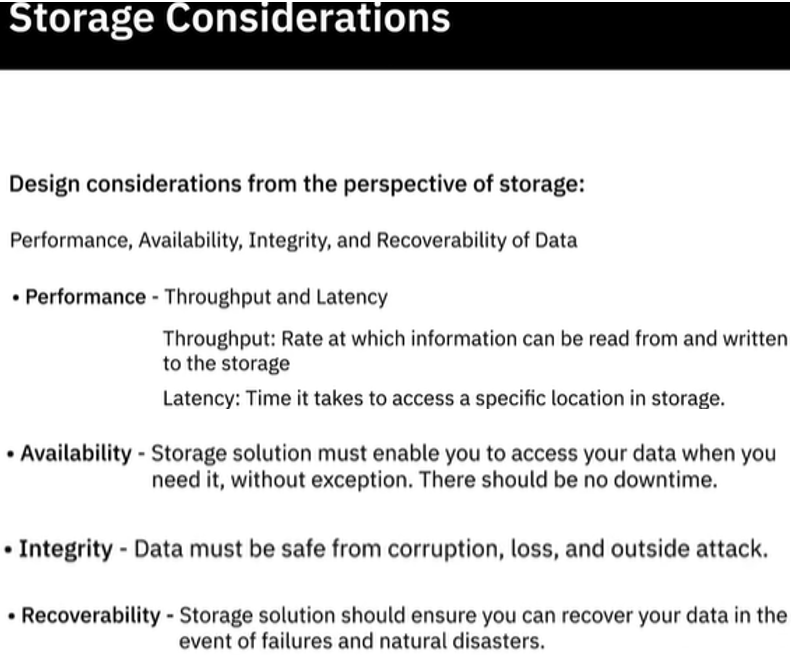 Storage Considerations
Design considerations from the perspective of storage:
Performance, Availability, Integrity, and Recoverability of Data
• Performance - Throughput and Latency
Throughput: Rate at which information can be read from and written
to the storage
Latency: Time it takes to access a specific location in storage.
• Availability - Storage solution must enable you to access your data when you
need it, without exception. There should be no downtime.
• Integrity - Data must be safe from corruption, loss, and outside attack.
• Recoverability - Storage solution should ensure you can recover your data in the
event of failures and natural disasters.